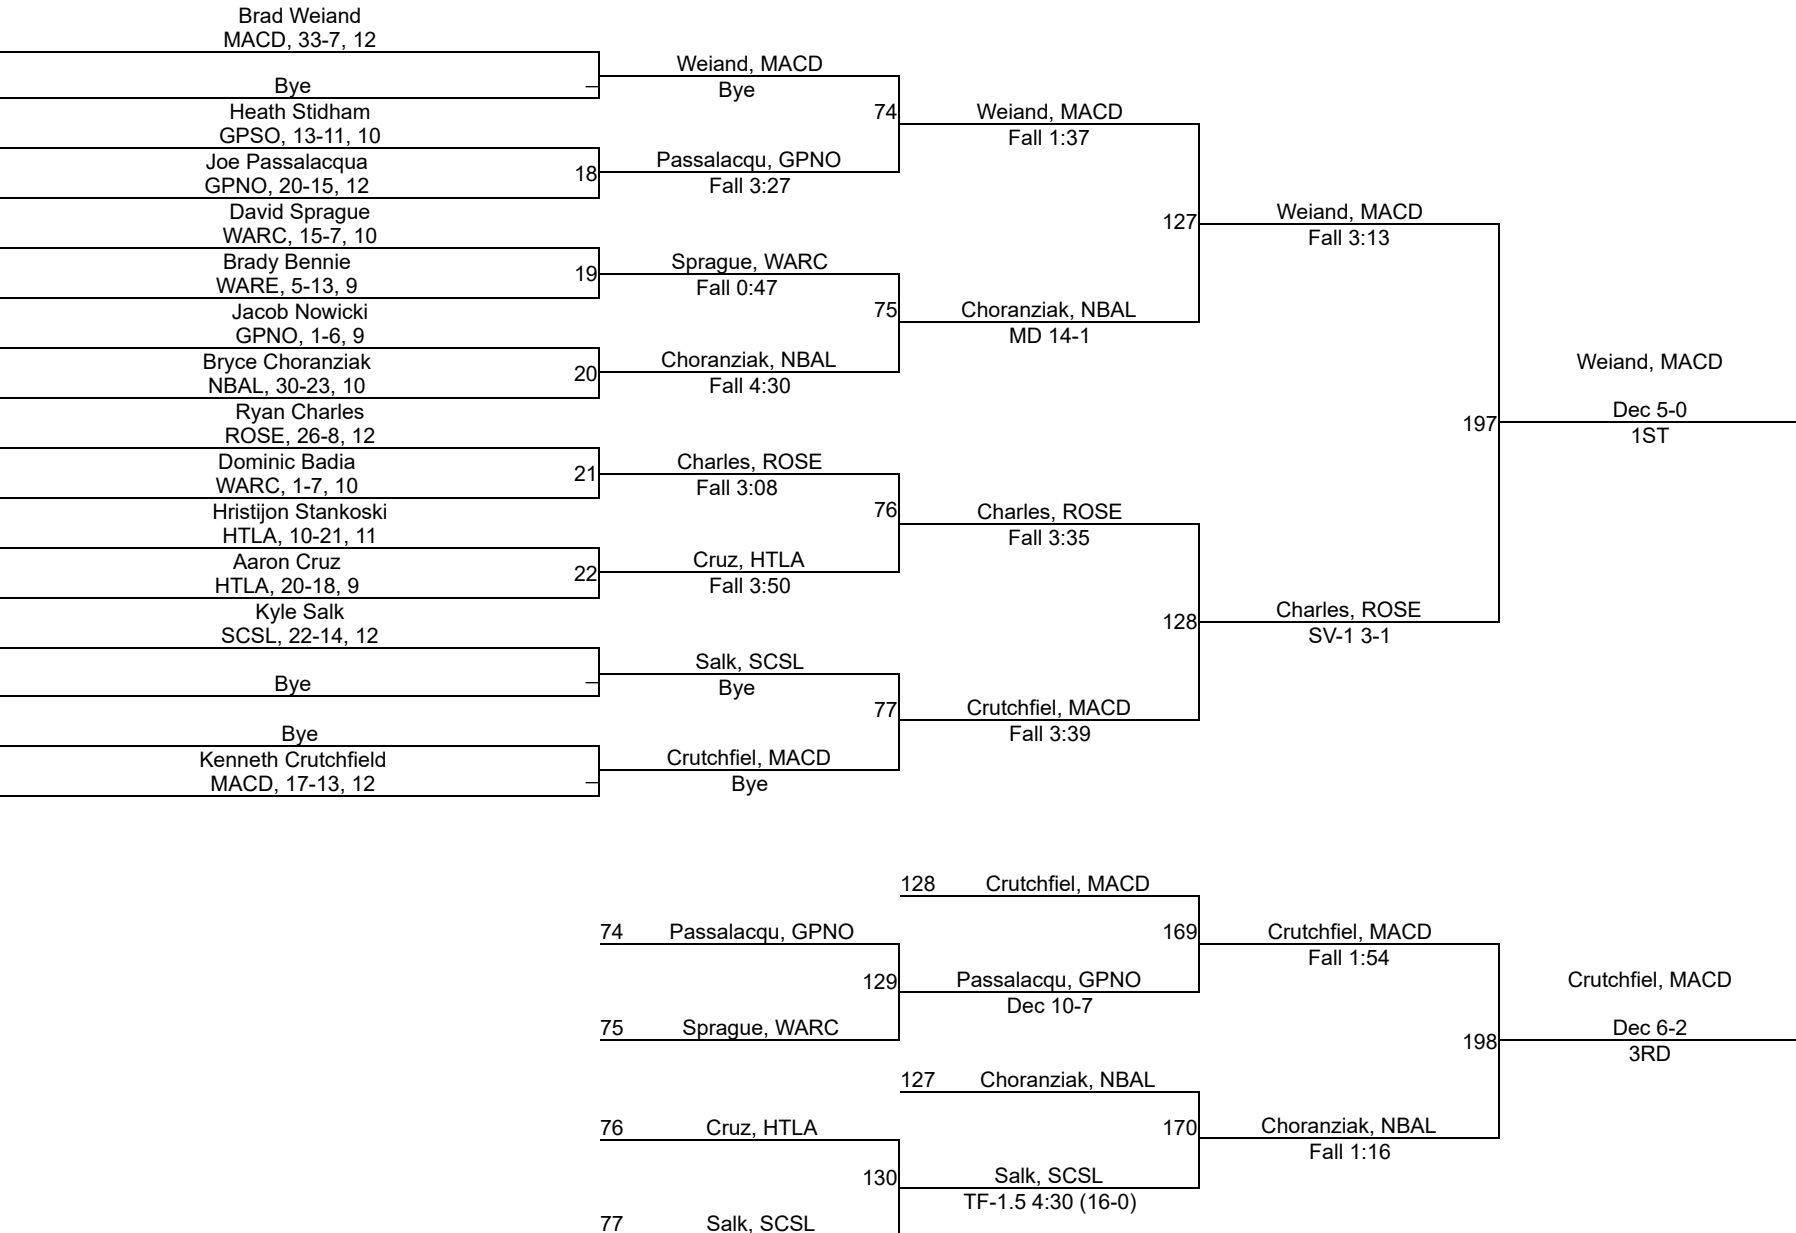 Brad Weiand
MACD, 33-7, 12
Bye
Heath Stidham
GPSO, 13-11, 10
Joe Passalacqua
GPNO, 20-15, 12
18
David Sprague
WARC, 15-7, 10
Brady Bennie
WARE, 5-13, 9
19
Jacob Nowicki
GPNO, 1-6, 9
Bryce Choranziak
NBAL, 30-23, 10
20
Ryan Charles
ROSE, 26-8, 12
Dominic Badia
WARC, 1-7, 10
21
Hristijon Stankoski
HTLA, 10-21, 11
Aaron Cruz
HTLA, 20-18, 9
22
Kyle Salk
SCSL, 22-14, 12
Bye
Bye
Kenneth Crutchfield
MACD, 17-13, 12
Weiand, MACD
Bye
74
Passalacqu, GPNO
Fall 3:27
Sprague, WARC
Fall 0:47
75
Choranziak, NBAL
Fall 4:30
Charles, ROSE
Fall 3:08
76
Cruz, HTLA
Fall 3:50
Salk, SCSL
Bye
77
Crutchfiel, MACD
Bye
Weiand, MACD
Fall 1:37
127
Choranziak, NBAL
MD 14-1
Charles, ROSE
Fall 3:35
128
Crutchfiel, MACD
Fall 3:39
Weiand, MACD
Fall 3:13
197
Charles, ROSE
SV-1 3-1
Weiand, MACD
Dec 5-0
1ST
128 Crutchfiel, MACD
74 Passalacqu, GPNO
129
75 Sprague, WARC
Passalacqu, GPNO
Dec 10-7
169
Crutchfiel, MACD
Fall 1:54
127 Choranziak, NBAL
76 Cruz, HTLA
130
77 Salk, SCSL
Salk, SCSL
TF-1.5 4:30 (16-0)
170
Choranziak, NBAL
Fall 1:16
198
Crutchfiel, MACD
Dec 6-2
3RD